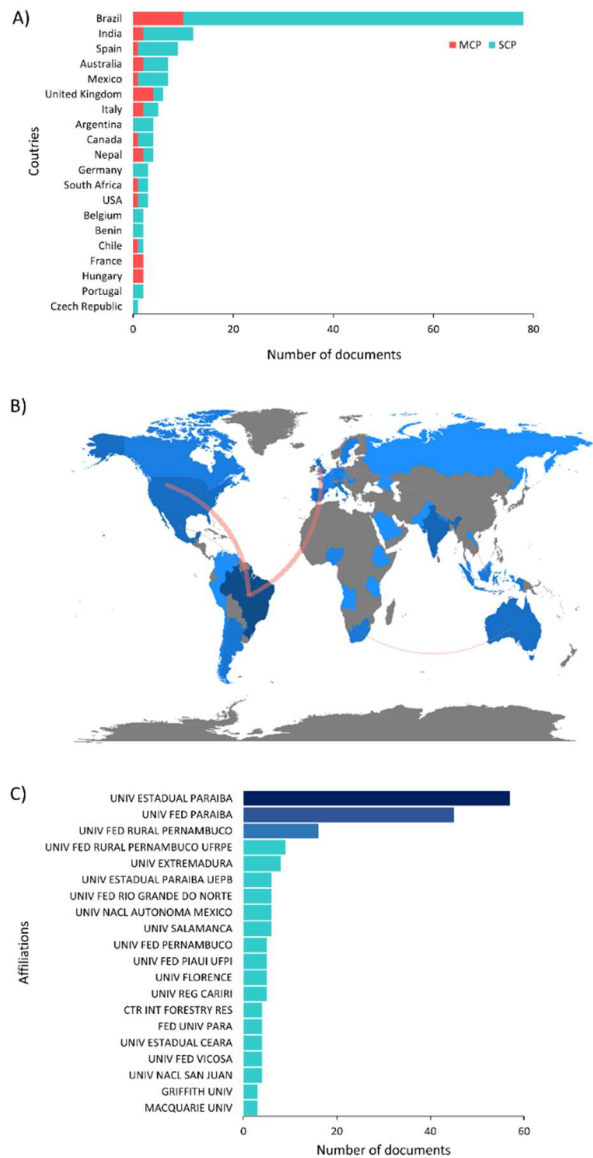 A)
Brazil
India
Spain
MCP SCP
Australia
Mexico
United Kingdom
Italy
Argentina
Canada
Nepal
Germany
South Africa
USA
Belgium
Benin
Chile
France
Hungary
Portugal
Czech Republic
Coutries
0 20 40 60 80
Number of documents
B)
C)
UNIV ESTADUAL PARAIBA
UNIV FED PARAIBA
UNIV FED RURAL PERNAMBUCO
UNIV FED RURAL PERNAMBUCO UFRPE
UNIV EXTREMADURA
UNIV ESTADUAL PARAIBA UEPB
UNIV FED RIO GRANDE DO NORTE
UNIV NACL AUTONOMA MEXICO
UNIV SALAMANCA
UNIV FED PERNAMBUCO
UNIV FED PIAUI UFPI
UNIV FLORENCE
UNIV REG CARIRI
CTR INT FORESTRY RES
FED UNIV PARA
UNIV ESTADUAL CEARA
UNIV FED VICOSA
UNIV NACL SAN JUAN
GRIFFITH UNIV
MACQUARIE UNIV
Affiliations
0 20 40 60
Number of documents